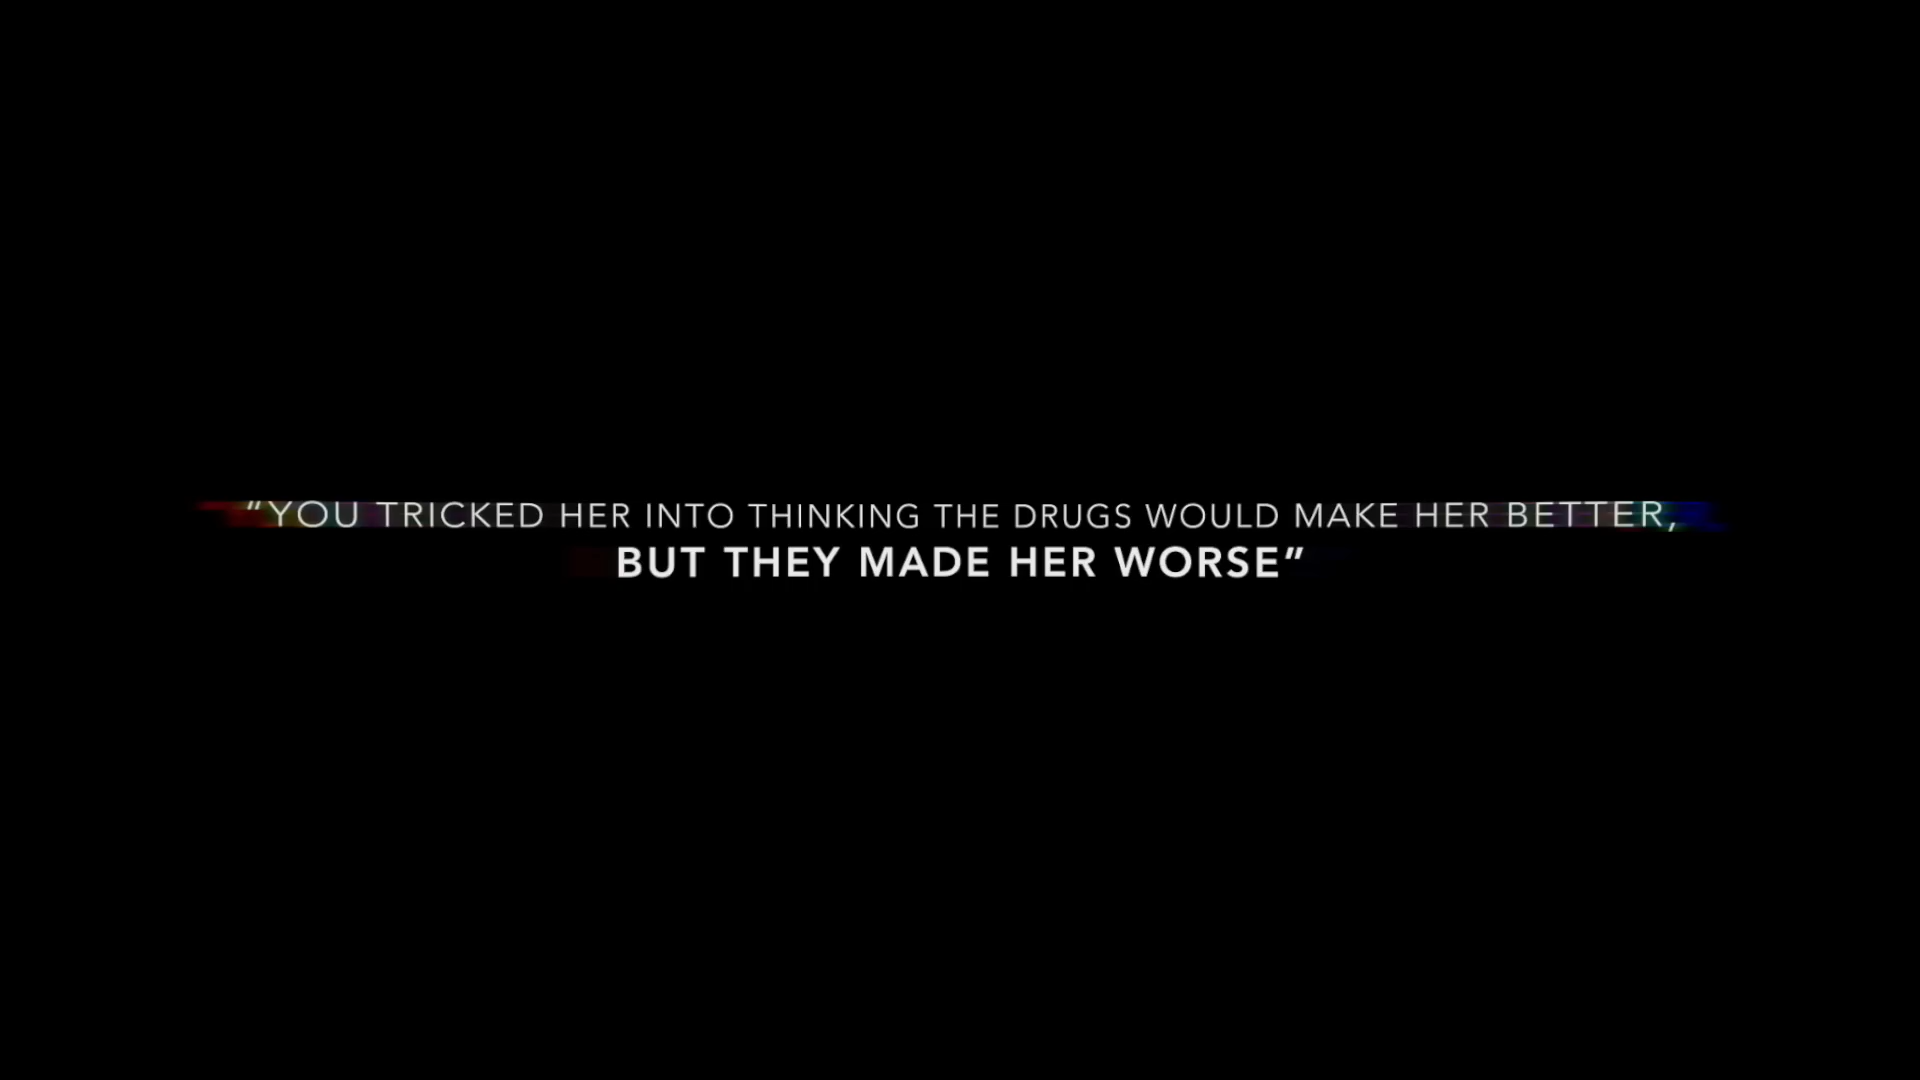 “YOU TRICKED HER INTO THINKING THE DRUGS WOULD MAKE HER BETTER,
BUT THEY MADE HER WORSE”